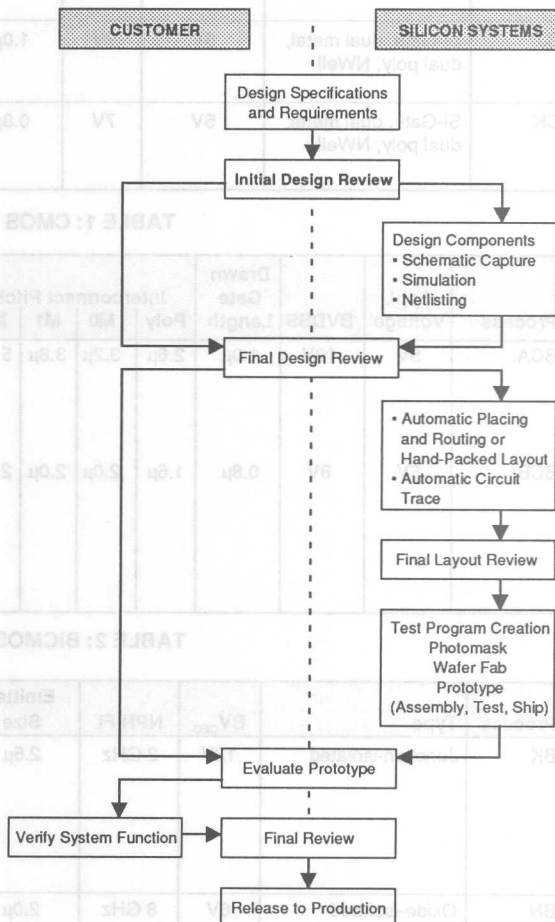 CUSTOMER
SILICON SYSTEMS
Design Specifications
and Requirements
Initial Design Review
Design Components
• Schematic Capture
• Simulation
• Netlisting
Final Design Review
• Automatic Placing
and Routing or
Hand-Packed Layout
• Automatic Circuit
Trace
Final Layout Review
Test Program Creation
Photomask
Wafer Fab
Prototype
(Assembly, Test, Ship)
Evaluate Prototype
Verify System Function
Final Review
Release to Production